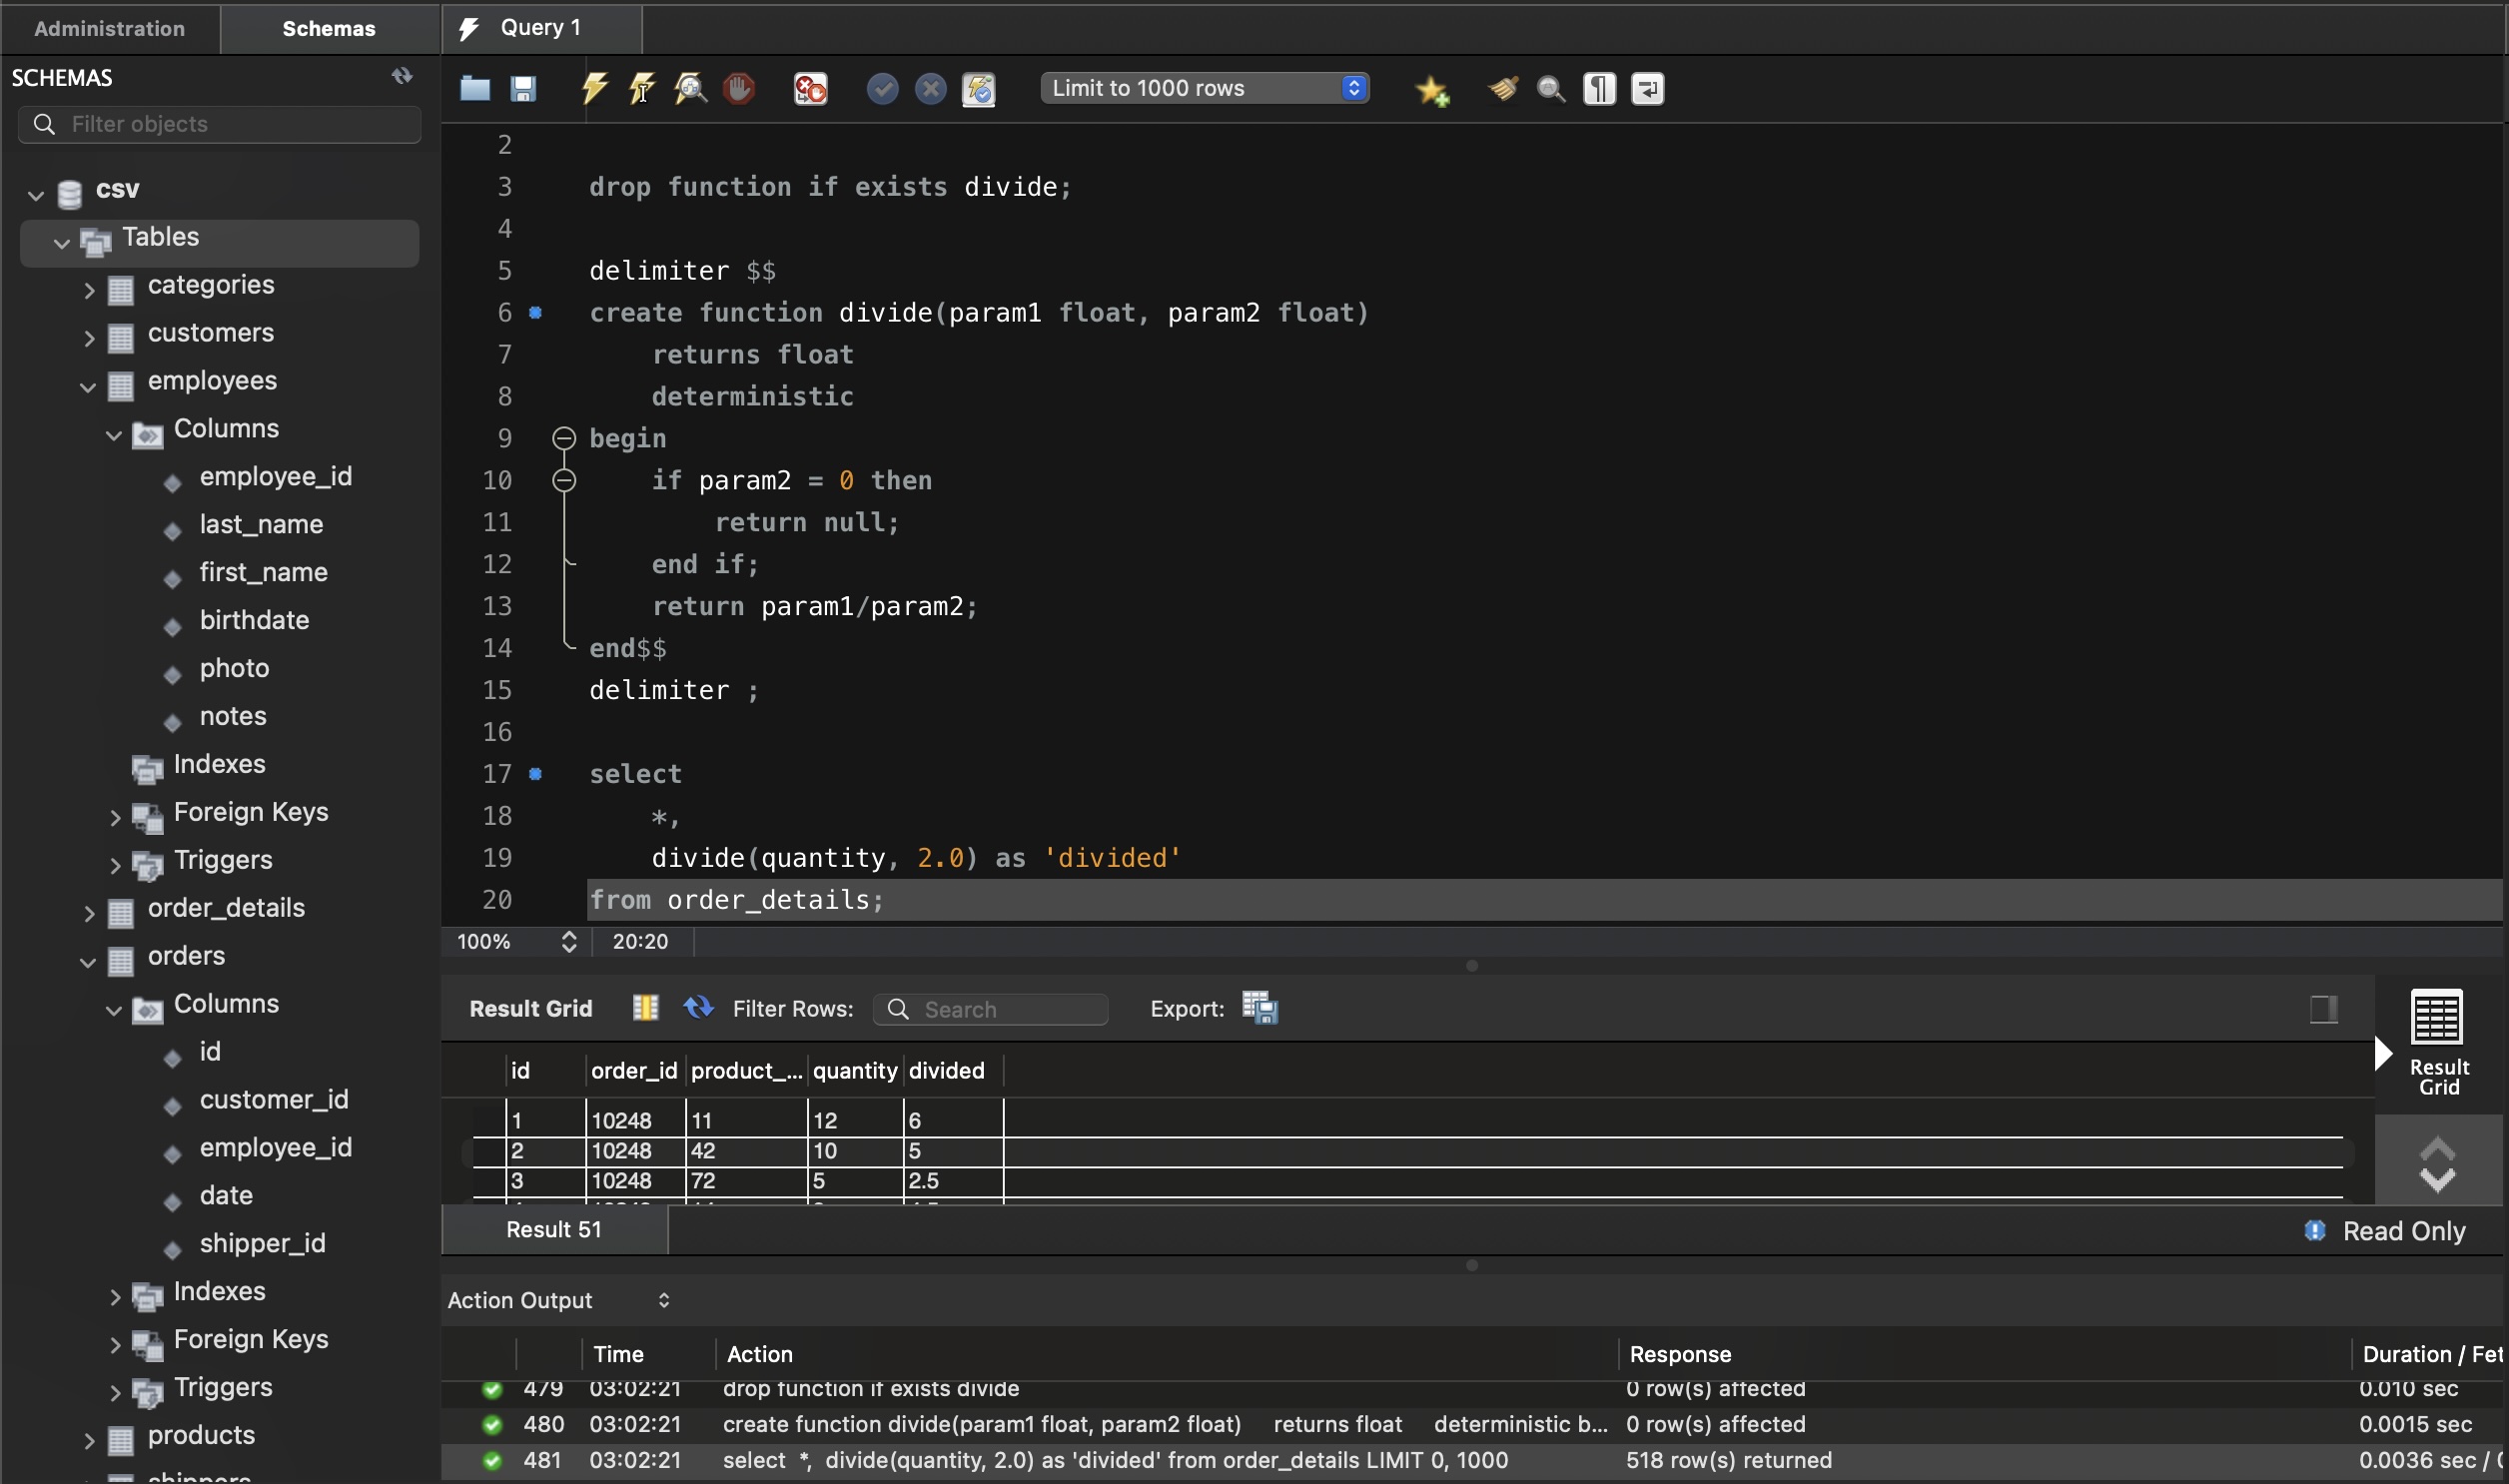 Administration
Schemas
Query 1
SCHEMAS
Filter objects
Limit to 1000 rows
csv
Tables
categories
customers
employees
Columns
employee_id
last_name
first_name
birthdate
photo
notes
Indexes
Foreign Keys
Triggers
order_details
orders
Columns
id
customer_id
employee_id
date
shipper_id
Indexes
Foreign Keys
Triggers
products
shippers
2
3 drop function if exists divide;
4
5 delimiter $$
6 create function divide(param1 float, param2 float)
7 returns float
8 deterministic
9 begin
10 if param2 = 0 then
11 return null;
12 end if;
13 return param1/param2;
14 end$$
15 delimiter ;
16
17 select
18 *,
19 divide(quantity, 2.0) as 'divided'
20 from order_details;
100% 20:20
Result Grid Filter Rows: Search Export:
id order_id product_... quantity divided
1 10248 11 12 6
2 10248 42 10 5
3 10248 72 5 2.5
Result
Grid
Result 51
Read Only
Action Output
Time Action Response Duration / Fet
479 03:02:21 drop function if exists divide 0 row(s) affected 0.010 sec
480 03:02:21 create function divide(param1 float, param2 float) returns float deterministic b... 0 row(s) affected 0.0015 sec
481 03:02:21 select *, divide(quantity, 2.0) as 'divided' from order_details LIMIT 0, 1000 518 row(s) returned 0.0036 sec /